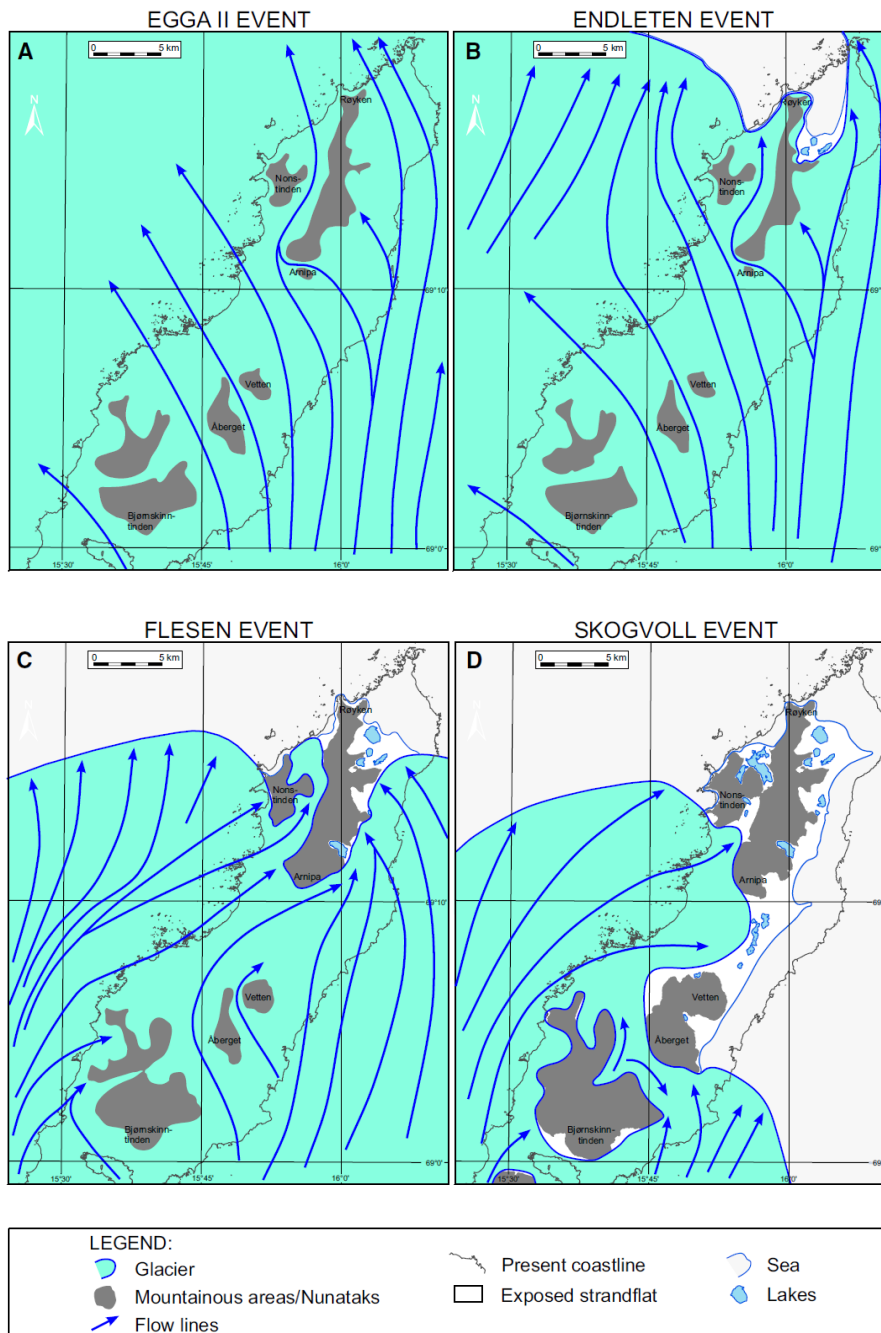 EGGA II EVENT
A
0 5 km
N
Røyken
Nons-
tinden
Arnipa
69°10'
Vetten
Åberget
Bjørnskinn-
tinden
69°0'
15°30' 15°45' 16°0'
ENDLETEN EVENT
B
0 5 km
N
Røyken
Nons-
tinden
Arnipa
69°
Vetten
Åberget
Bjørnskinn-
tinden
69°
15°30' 15°45' 16°0'
FLESEN EVENT
C
0 5 km
N
Røyken
Nons-
tinden
Arnipa
69°10'
Vetten
Åberget
Bjørnskinn-
tinden
69°0'
15°30' 15°45' 16°0'
SKOGVOLL EVENT
D
0 5 km
N
Røyken
Nons-
tinden
Arnipa
69°
Vetten
Åberget
Bjørnskinn-
tinden
69°
15°30' 15°45' 16°0'
LEGEND:
Glacier
Mountainous areas/Nunataks
Flow lines
Present coastline
Exposed strandflat
Sea
Lakes